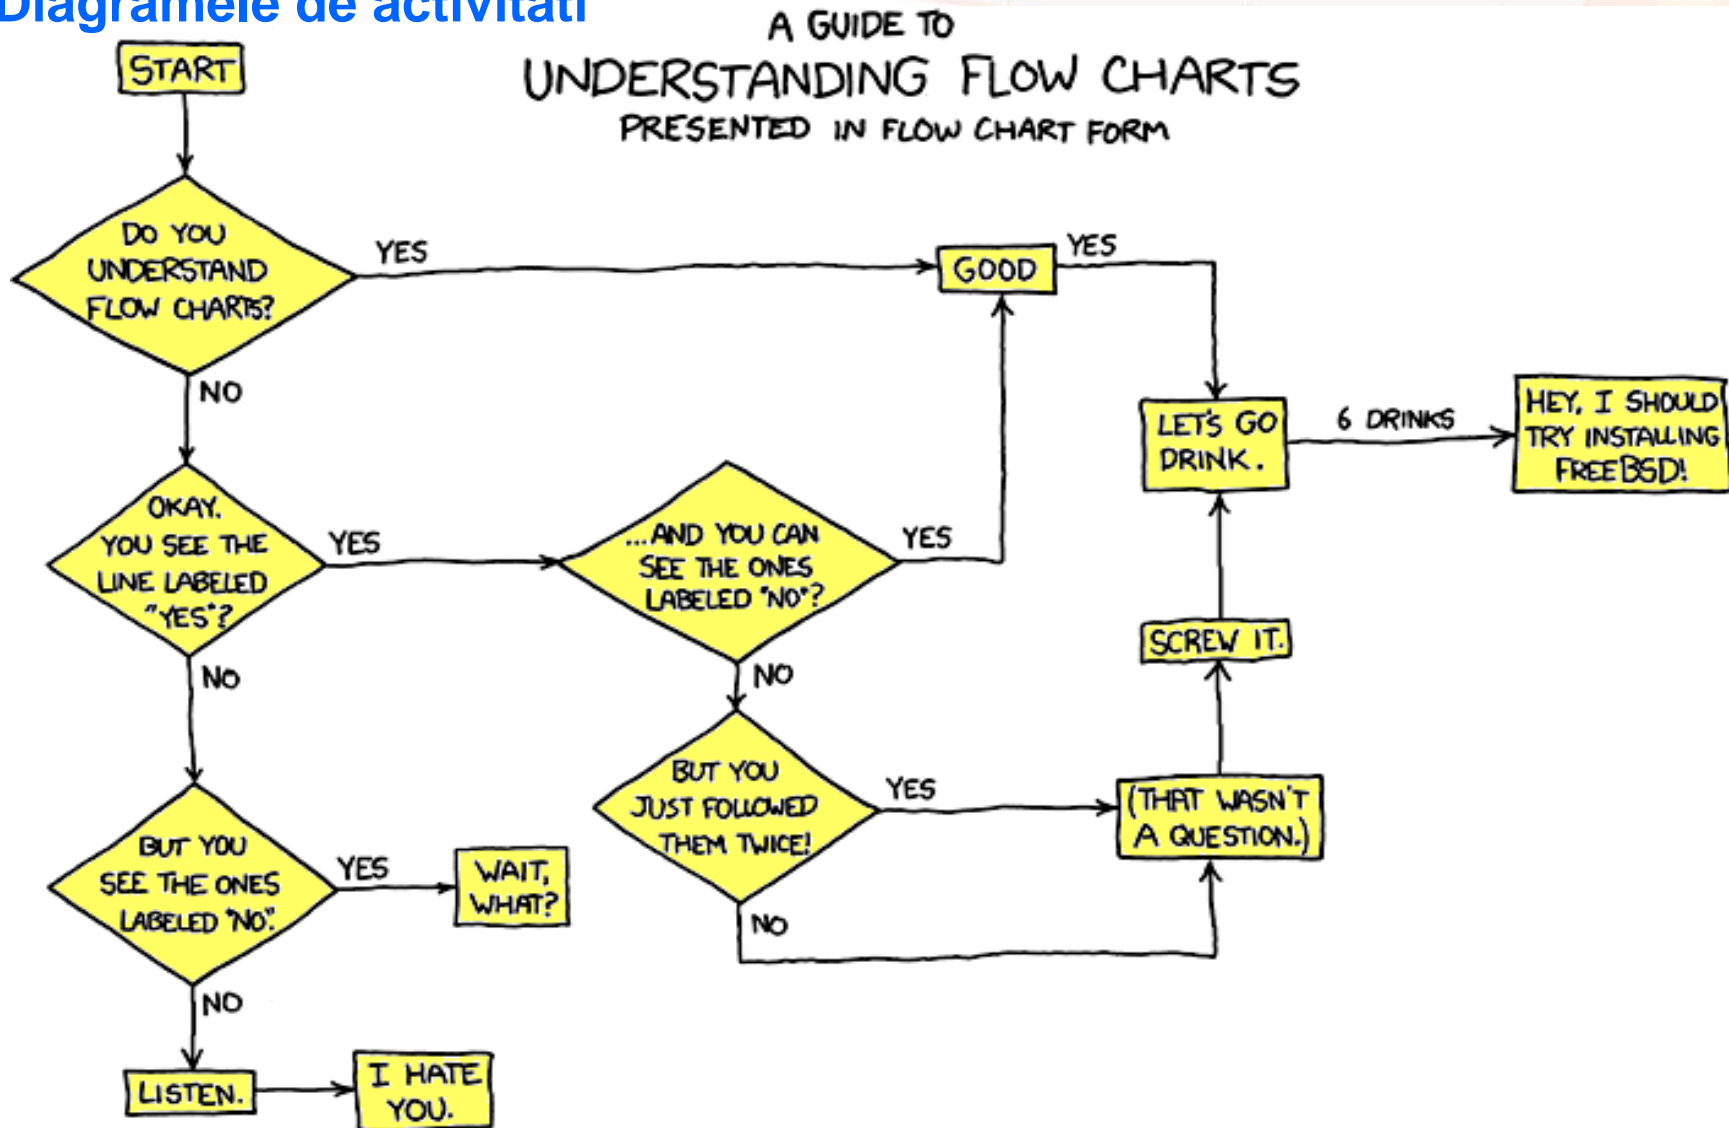 Diagramele de activitati
A GUIDE TO
UNDERSTANDING FLOW CHARTS
PRESENTED IN FLOW CHART FORM
START
DO YOU
UNDERSTAND
FLOW CHARTS?
YES
GOOD
YES
NO
LET'S GO
DRINK.
6 DRINKS
HEY, I SHOULD
TRY INSTALLING
FREEBSD!
OKAY.
YOU SEE THE
LINE LABELED
"YES"?
YES
...AND YOU CAN
SEE THE ONES
LABELED "NO"?
YES
NO
NO
SCREW IT.
BUT YOU
JUST FOLLOWED
THEM TWICE!
YES
(THAT WASN'T
A QUESTION.)
NO
BUT YOU
SEE THE ONES
LABELED "NO".
YES
WAIT,
WHAT?
NO
LISTEN.
I HATE
YOU.